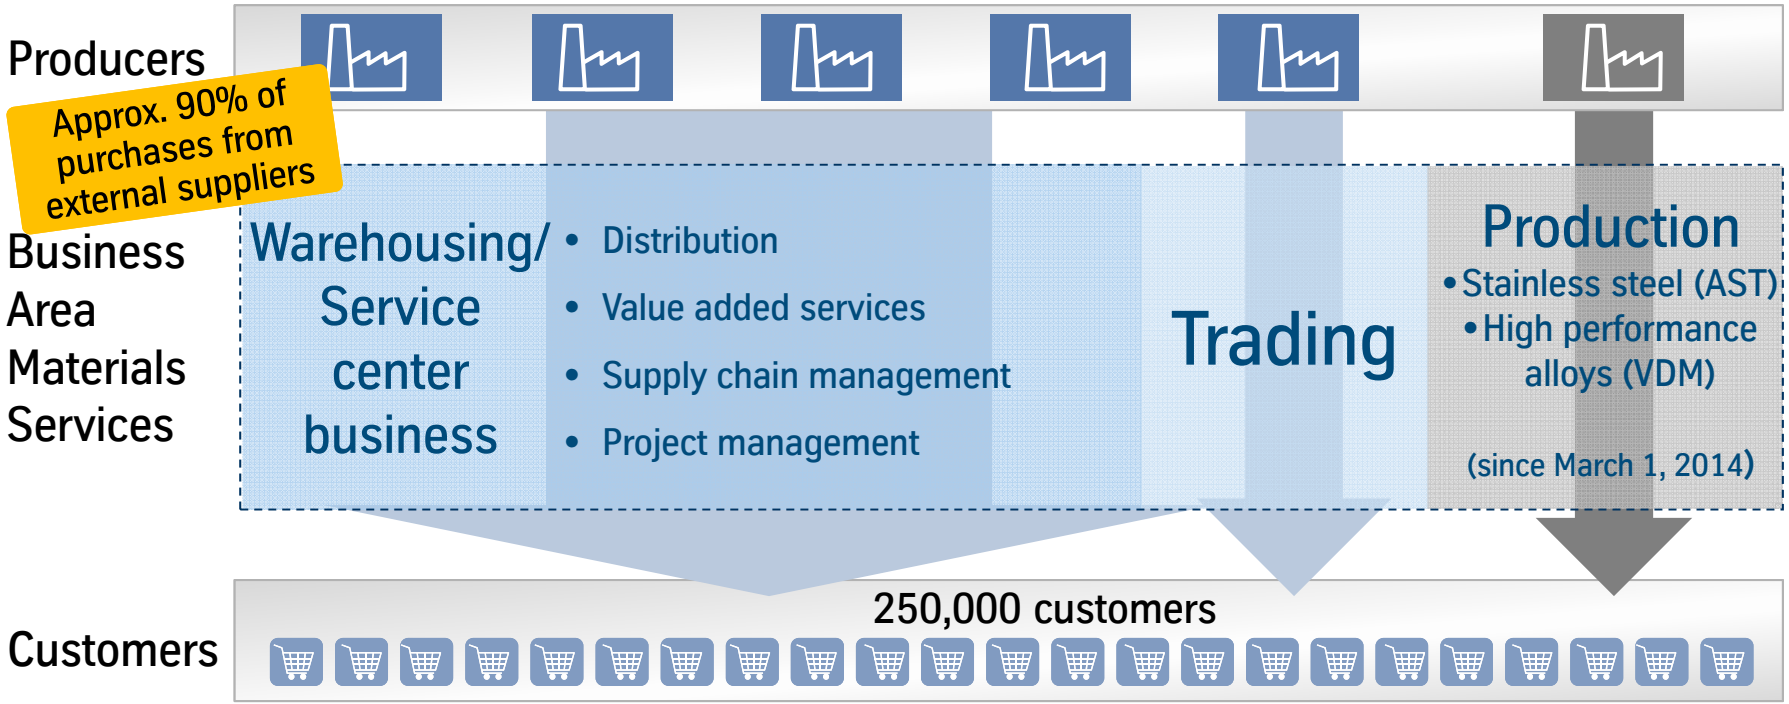 Producers
Approx. 90% of
purchases from
external suppliers
Business
Area
Materials
Services
Warehousing/
Service
center
business
• Distribution
• Value added services
• Supply chain management
• Project management
Trading
Production
• Stainless steel (AST)
• High performance
alloys (VDM)
(since March 1, 2014)
250,000 customers
Customers